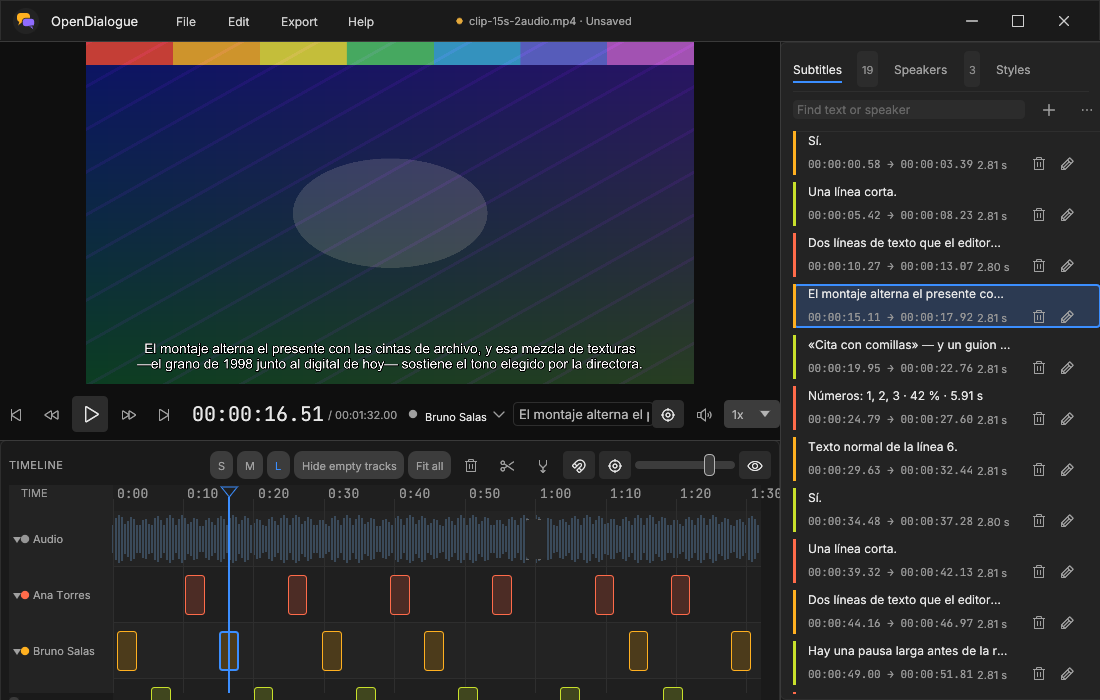 OpenDialogue File Edit Export Help clip-15s-2audio.mp4 · Unsaved
Subtitles 19 Speakers 3 Styles
Find text or speaker
Sí.
00:00:00.58 → 00:00:03.39 2.81 s
Una línea corta.
00:00:05.42 → 00:00:08.23 2.81 s
Dos líneas de texto que el editor...
00:00:10.27 → 00:00:13.07 2.80 s
El montaje alterna el presente co...
00:00:15.11 → 00:00:17.92 2.81 s
«Cita con comillas» — y un guion ...
00:00:19.95 → 00:00:22.76 2.81 s
Números: 1, 2, 3 · 42 % · 5.91 s
00:00:24.79 → 00:00:27.60 2.81 s
Texto normal de la línea 6.
00:00:29.63 → 00:00:32.44 2.81 s
Sí.
00:00:34.48 → 00:00:37.28 2.80 s
Una línea corta.
00:00:39.32 → 00:00:42.13 2.81 s
Dos líneas de texto que el editor...
00:00:44.16 → 00:00:46.97 2.81 s
Hay una pausa larga antes de la r...
00:00:49.00 → 00:00:51.81 2.81 s
El montaje alterna el presente con las cintas de archivo, y esa mezcla de texturas
—el grano de 1998 junto al digital de hoy— sostiene el tono elegido por la directora.
00:00:16.51 / 00:01:32.00 Bruno Salas El montaje alterna el 1x
TIMELINE S M L Hide empty tracks Fit all
TIME 0:00 0:10 0:20 0:30 0:40 0:50 1:00 1:10 1:20 1:30
Audio
Ana Torres
Bruno Salas